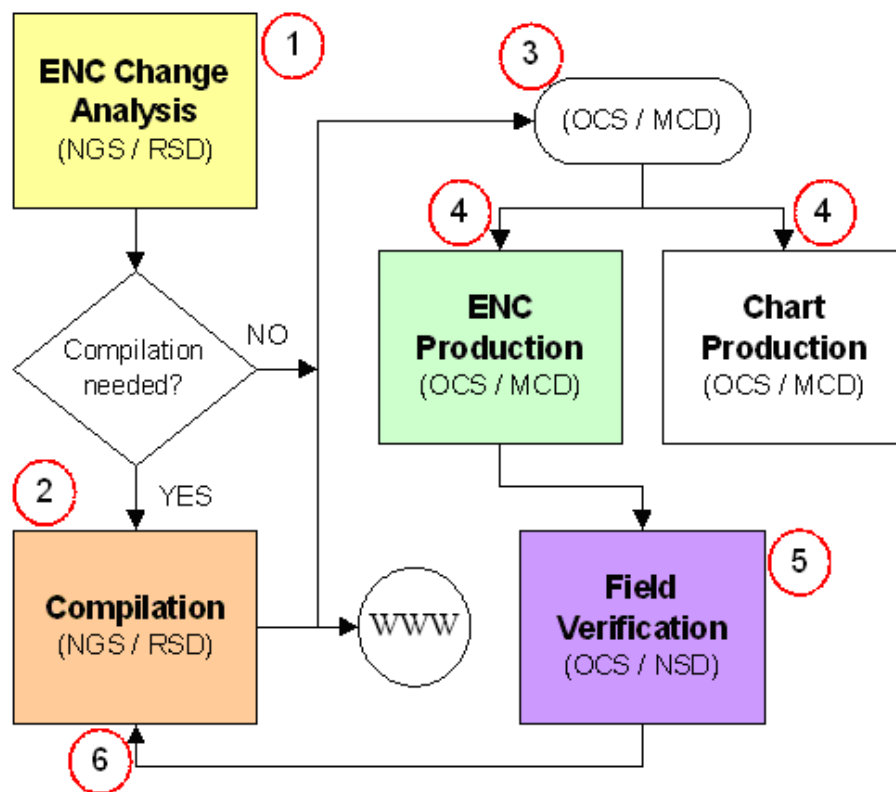 1
ENC Change
Analysis
(NGS / RSD)
3
(OCS / MCD)
4
4
ENC
Production
(OCS / MCD)
Chart
Production
(OCS / MCD)
Compilation
needed?
NO
YES
2
Compilation
(NGS / RSD)
WWW
5
Field
Verification
(OCS / NSD)
6